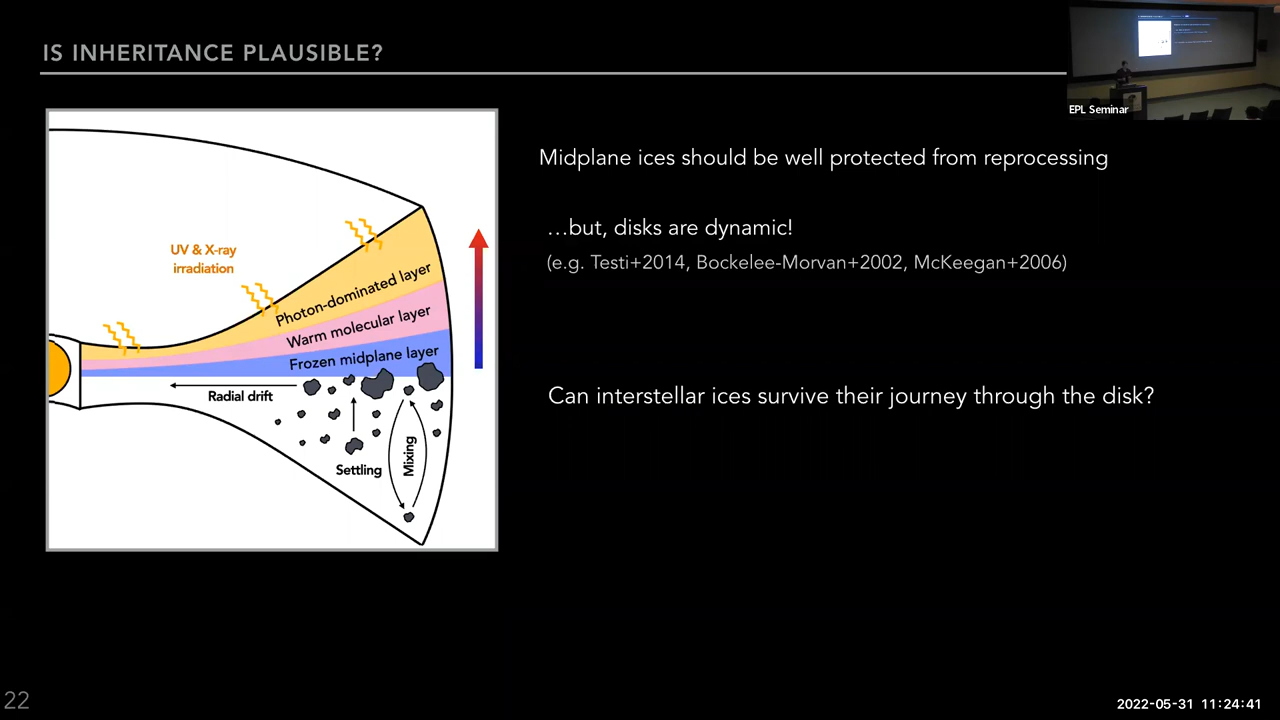 IS INHERITANCE PLAUSIBLE?
EPL Seminar
UV & X-ray
irradiation
Photon-dominated layer
Warm molecular layer
Frozen midplane layer
Radial drift
Settling
Mixing
Midplane ices should be well protected from reprocessing
...but, disks are dynamic!
(e.g. Testi+2014, Bockelee-Morvan+2002, McKeegan+2006)
Can interstellar ices survive their journey through the disk?
22
2022-05-31 11:24:41